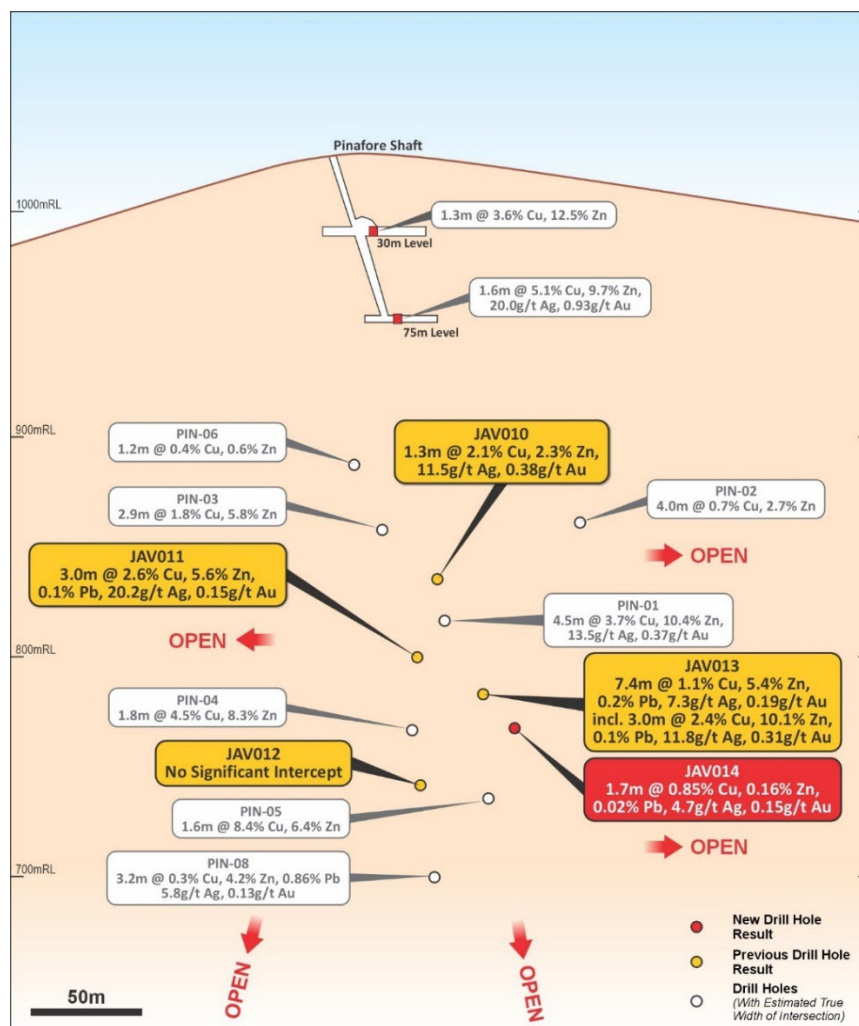 Pinafore Shaft
1000mRL
1.3m @ 3.6% Cu, 12.5% Zn
30m Level
1.6m @ 5.1% Cu, 9.7% Zn,
20.0g/t Ag, 0.93g/t Au
75m Level
900mRL
PIN-06
1.2m @ 0.4% Cu, 0.6% Zn
JAV010
1.3m @ 2.1% Cu, 2.3% Zn,
11.5g/t Ag, 0.38g/t Au
PIN-03
2.9m @ 1.8% Cu, 5.8% Zn
PIN-02
4.0m @ 0.7% Cu, 2.7% Zn
OPEN
JAV011
3.0m @ 2.6% Cu, 5.6% Zn,
0.1% Pb, 20.2g/t Ag, 0.15g/t Au
PIN-01
4.5m @ 3.7% Cu, 10.4% Zn,
13.5g/t Ag, 0.37g/t Au
OPEN
800mRL
JAV013
7.4m @ 1.1% Cu, 5.4% Zn,
0.2% Pb, 7.3g/t Ag, 0.19g/t Au
incl. 3.0m @ 2.4% Cu, 10.1% Zn,
0.1% Pb, 11.8g/t Ag, 0.31g/t Au
PIN-04
1.8m @ 4.5% Cu, 8.3% Zn
JAV012
No Significant Intercept
JAV014
1.7m @ 0.85% Cu, 0.16% Zn,
0.02% Pb, 4.7g/t Ag, 0.15g/t Au
PIN-05
1.6m @ 8.4% Cu, 6.4% Zn
OPEN
700mRL
PIN-08
3.2m @ 0.3% Cu, 4.2% Zn, 0.86% Pb
5.8g/t Ag, 0.13g/t Au
OPEN
OPEN
New Drill Hole
Result
Previous Drill Hole
Result
Drill Holes
(With Estimated True
Width of Intersection)
50m